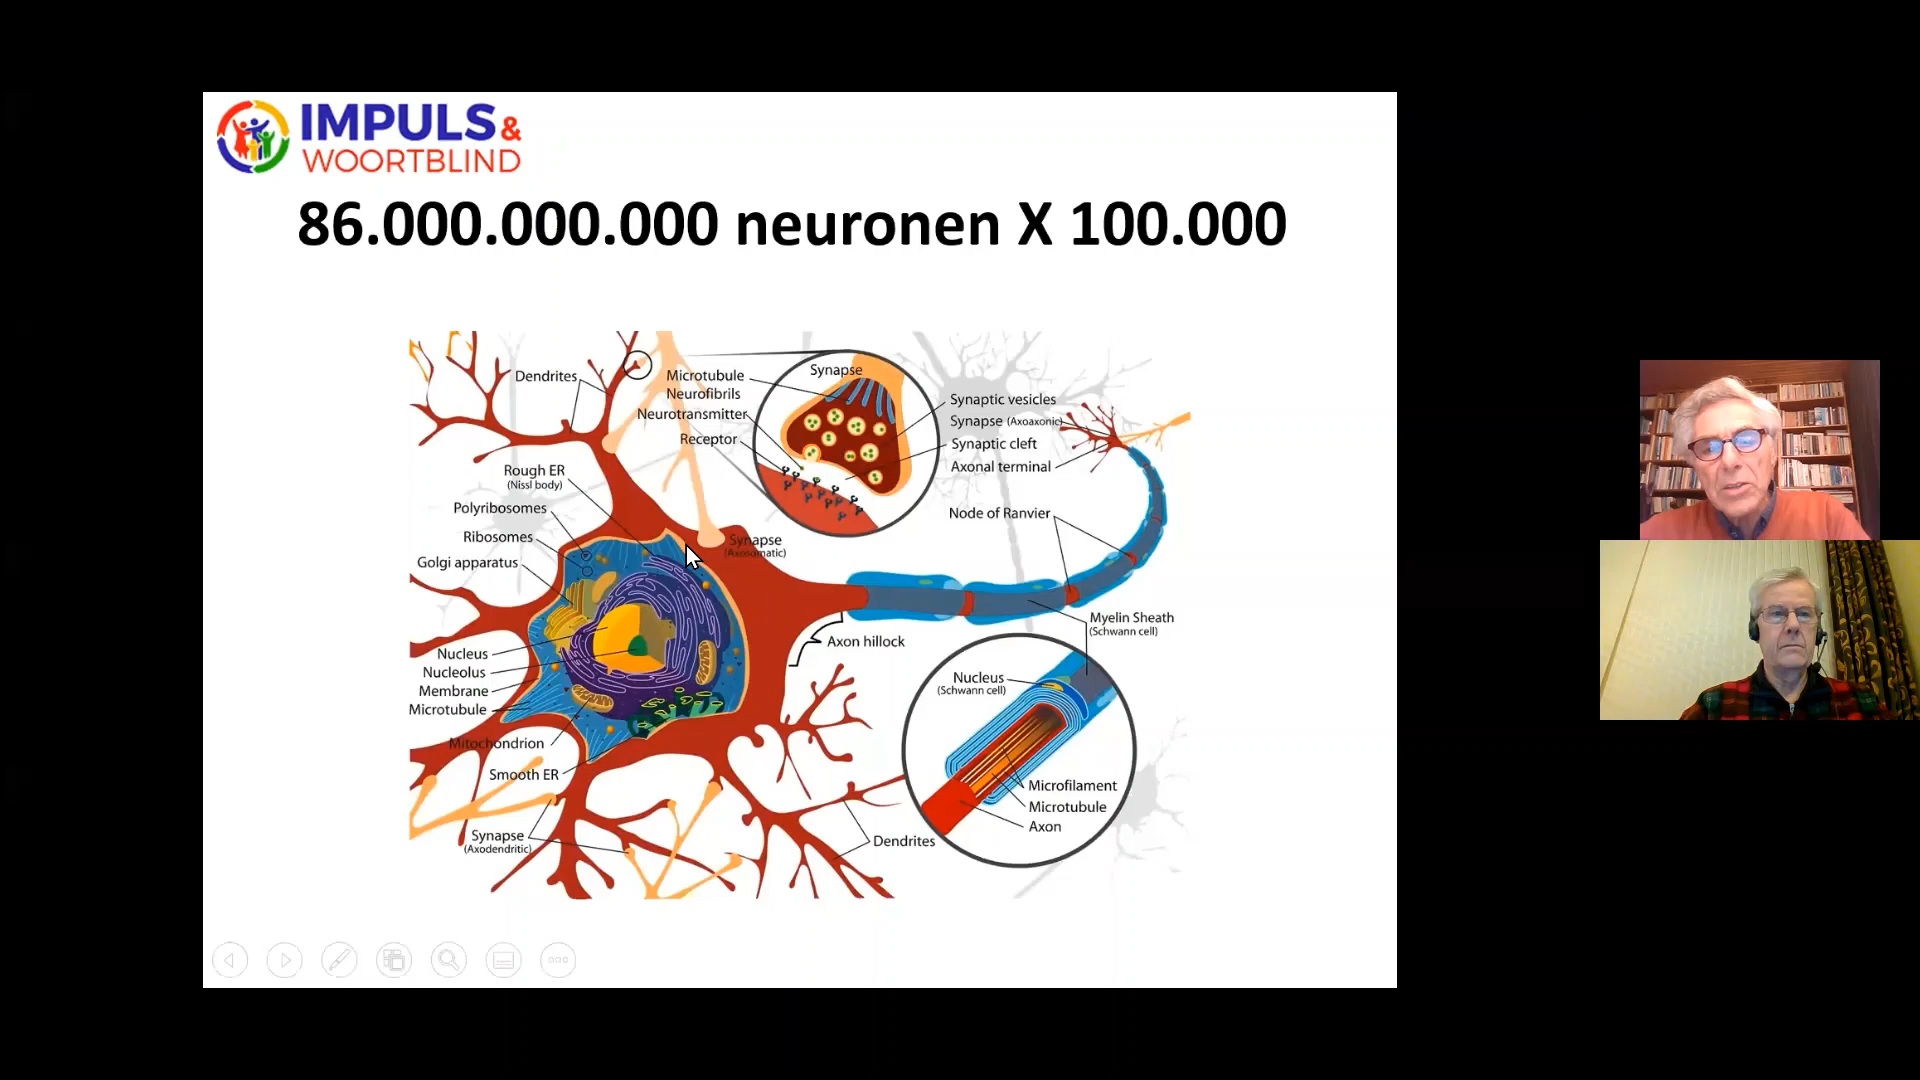 IMPULS &
WOORTBLIND
86.000.000.000 neuronen X 100.000
Dendrites
Microtubule
Neurofibrils
Neurotransmitter
Receptor
Synapse
Synaptic vesicles
Synapse (Axoaxonic)
Synaptic cleft
Axonal terminal
Rough ER
(Nissl body)
Polyribosomes
Ribosomes
Golgi apparatus
Synapse
(Axosomatic)
Node of Ranvier
Axon hillock
Myelin Sheath
(Schwann cell)
Nucleus
Nucleolus
Membrane
Microtubule
Mitochondrion
Smooth ER
Synapse
(Axodendritic)
Dendrites
Nucleus
(Schwann cell)
Microfilament
Microtubule
Axon